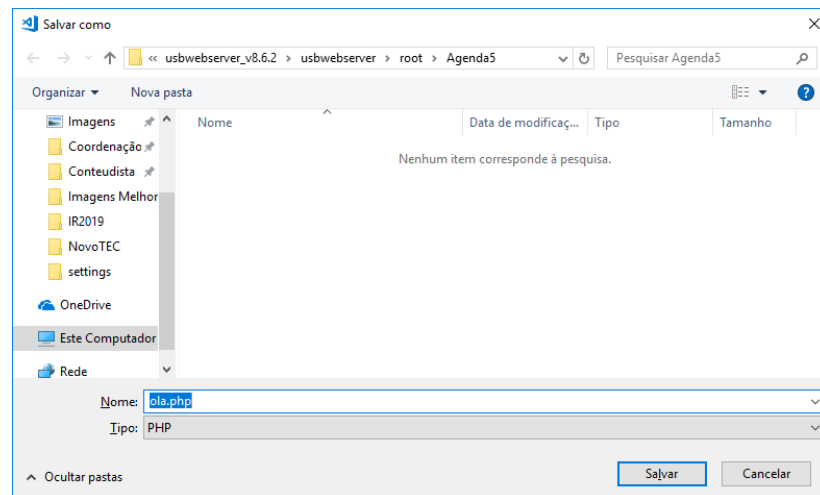 Salvar como
« usbwebserver_v8.6.2 › usbwebserver › root › Agenda5
Pesquisar Agenda5
Organizar
Nova pasta
Imagens
Coordenação
Conteudista
Imagens Melhor
IR2019
NovoTEC
settings
OneDrive
Este Computador
Rede
Nome
Data de modificaç...
Tipo
Tamanho
Nenhum item corresponde à pesquisa.
Nome: ola.php
Tipo: PHP
Ocultar pastas
Salvar
Cancelar